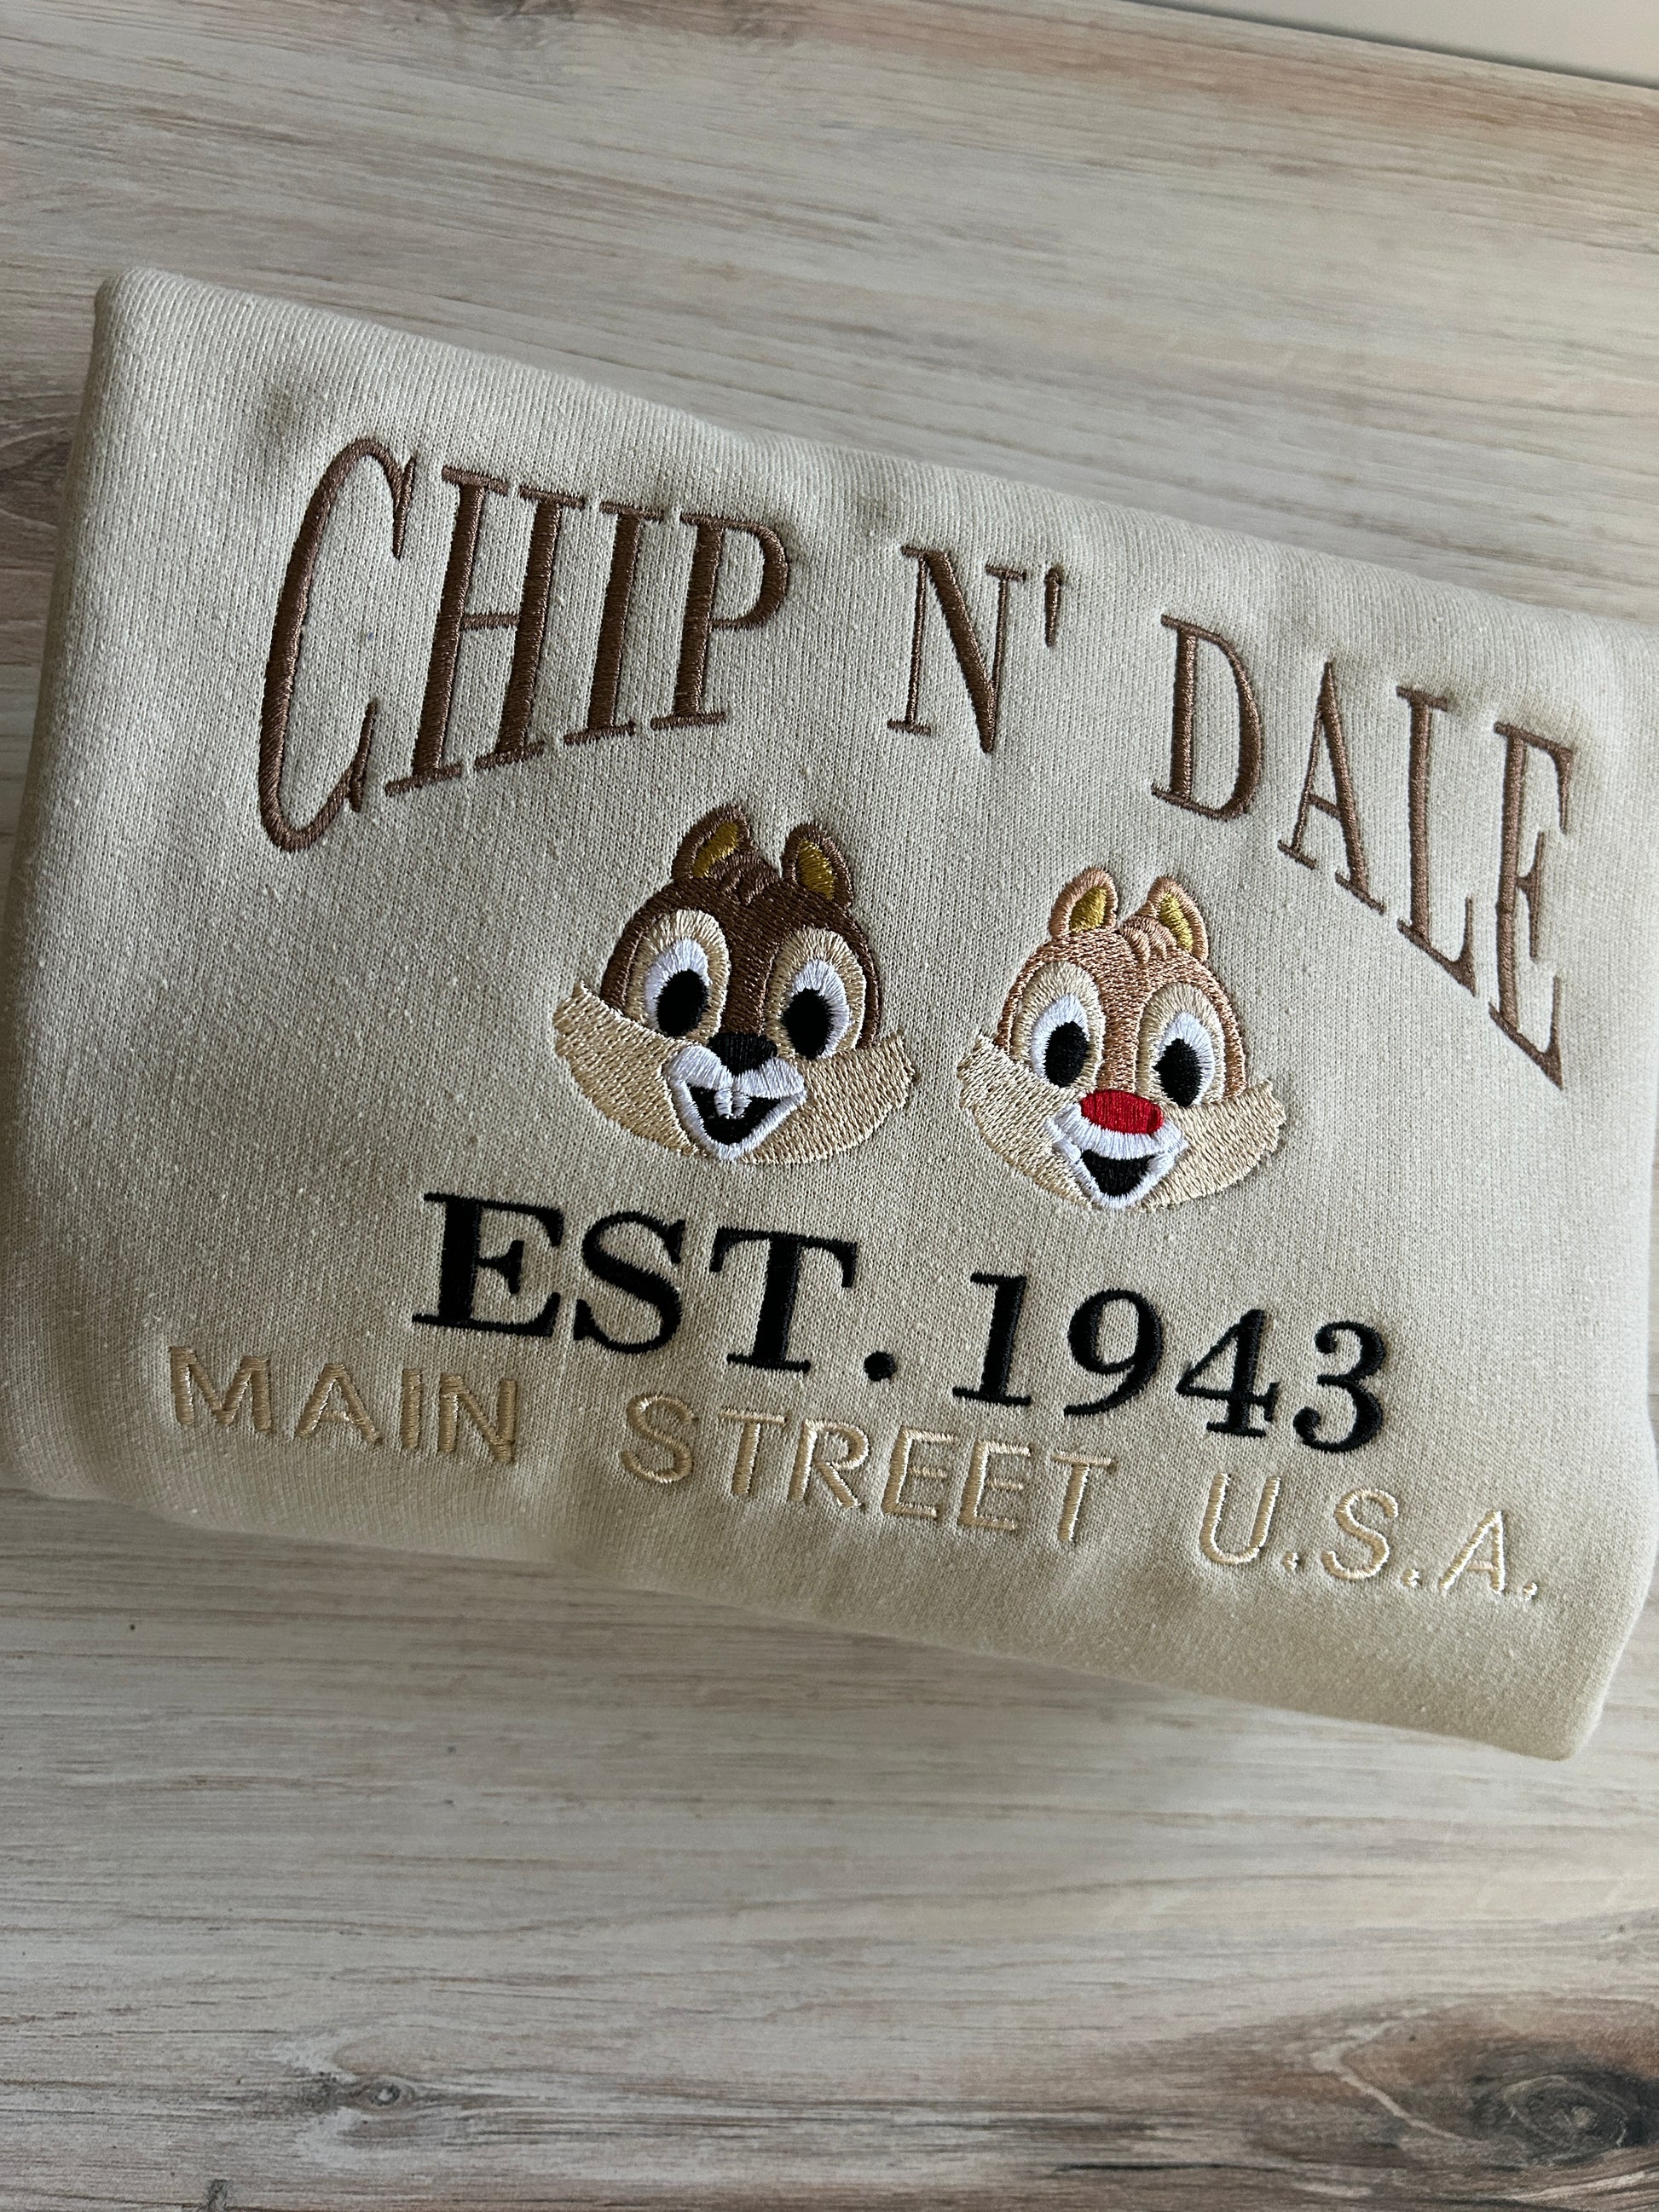 CHIP N' DALE
EST. 1943
MAIN STREET U.S.A.